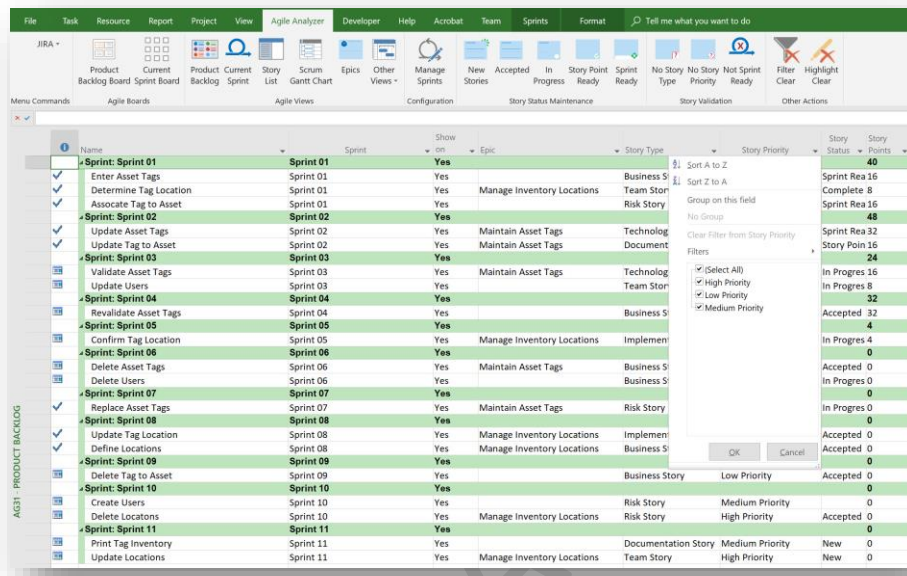 File Task Resource Report Project View Agile Analyzer Developer Help Acrobat Team Sprints Format Tell me what you want to do
JIRA
Product Backlog Board Current Sprint Board Product Backlog Current Sprint Story List Scrum Gantt Chart Epics Other Views Manage Sprints New Stories Accepted In Progress Story Point Ready Sprint Ready No Story Type No Story Priority Not Sprint Ready Filter Clear Highlight Clear
Menu Commands Agile Boards Agile Views Configuration Story Status Maintenance Story Validation Other Actions
Name Sprint Show on Epic Story Type Story Priority Story Status Story Points
Sprint: Sprint 01 Sprint 01 Yes 40
Enter Asset Tags Sprint 01 Yes Business S Sprint Rea 16
Determine Tag Location Sprint 01 Yes Manage Inventory Locations Team Stor Complete 8
Assocate Tag to Asset Sprint 01 Yes Risk Story Sprint Rea 16
Sprint: Sprint 02 Sprint 02 Yes 48
Update Asset Tags Sprint 02 Yes Maintain Asset Tags Technolog Sprint Rea 32
Update Tag to Asset Sprint 02 Yes Maintain Asset Tags Document Story Poin 16
Sprint: Sprint 03 Sprint 03 Yes 24
Validate Asset Tags Sprint 03 Yes Maintain Asset Tags Technolog In Progres 16
Update Users Sprint 03 Yes Team Stor In Progres 8
Sprint: Sprint 04 Sprint 04 Yes 32
Revalidate Asset Tags Sprint 04 Yes Business S Accepted 32
Sprint: Sprint 05 Sprint 05 Yes 4
Confirm Tag Location Sprint 05 Yes Manage Inventory Locations Implemen In Progres 4
Sprint: Sprint 06 Sprint 06 Yes 0
Delete Asset Tags Sprint 06 Yes Maintain Asset Tags Business S Accepted 0
Delete Users Sprint 06 Yes Business S In Progres 0
Sprint: Sprint 07 Sprint 07 Yes 0
Replace Asset Tags Sprint 07 Yes Maintain Asset Tags Risk Story In Progres 0
Sprint: Sprint 08 Sprint 08 Yes 0
Update Tag Location Sprint 08 Yes Manage Inventory Locations Implemen Accepted 0
Define Locations Sprint 08 Yes Manage Inventory Locations Business S Accepted 0
Sprint: Sprint 09 Sprint 09 Yes 0
Delete Tag to Asset Sprint 09 Yes Business Story Low Priority Accepted 0
Sprint: Sprint 10 Sprint 10 Yes 0
Create Users Sprint 10 Yes Risk Story Medium Priority 0
Delete Locatons Sprint 10 Yes Manage Inventory Locations Risk Story High Priority Accepted 0
Sprint: Sprint 11 Sprint 11 Yes 0
Print Tag Inventory Sprint 11 Yes Documentation Story Medium Priority New 0
Update Locations Sprint 11 Yes Manage Inventory Locations Team Story High Priority New 0
Sort A to Z
Sort Z to A
Group on this field
No Group
Clear Filter from Story Priority
Filters
(Select All)
High Priority
Low Priority
Medium Priority
OK Cancel
AG31 - PRODUCT BACKLOG